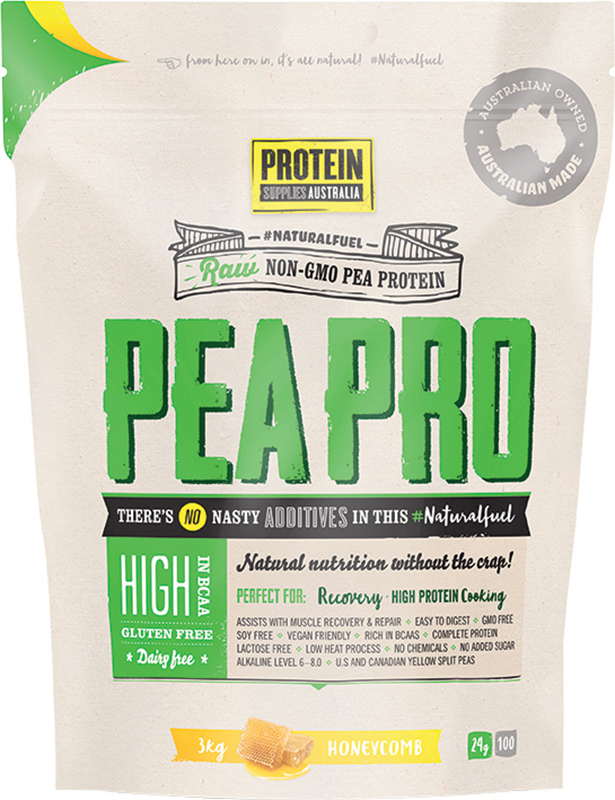 from here on in, it's all natural! #Naturalfuel
AUSTRALIAN OWNED
AUSTRALIAN MADE
PROTEIN
SUPPLIES AUSTRALIA
#NATURALFUEL
Raw NON-GMO PEA PROTEIN
PEA PRO
THERE'S NO NASTY ADDITIVES IN THIS #Naturalfuel
HIGH IN BCAA
GLUTEN FREE
* Dairy free *
Natural nutrition without the crap!
PERFECT FOR: Recovery · HIGH PROTEIN Cooking
ASSISTS WITH MUSCLE RECOVERY & REPAIR ❖ EASY TO DIGEST ❖ GMO FREE
SOY FREE ❖ VEGAN FRIENDLY ❖ RICH IN BCAAS ❖ COMPLETE PROTEIN
LACTOSE FREE ❖ LOW HEAT PROCESS ❖ NO CHEMICALS ❖ NO ADDED SUGAR
ALKALINE LEVEL 6–8.0 ❖ U.S AND CANADIAN YELLOW SPLIT PEAS
3kg HONEYCOMB
24g 100